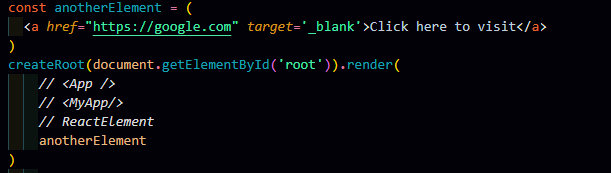 const anotherElement = (
<a href="https://google.com" target='_blank'>Click here to visit</a>
)
createRoot(document.getElementById('root')).render(
// <App />
// <MyApp/>
// ReactElement
anotherElement
)